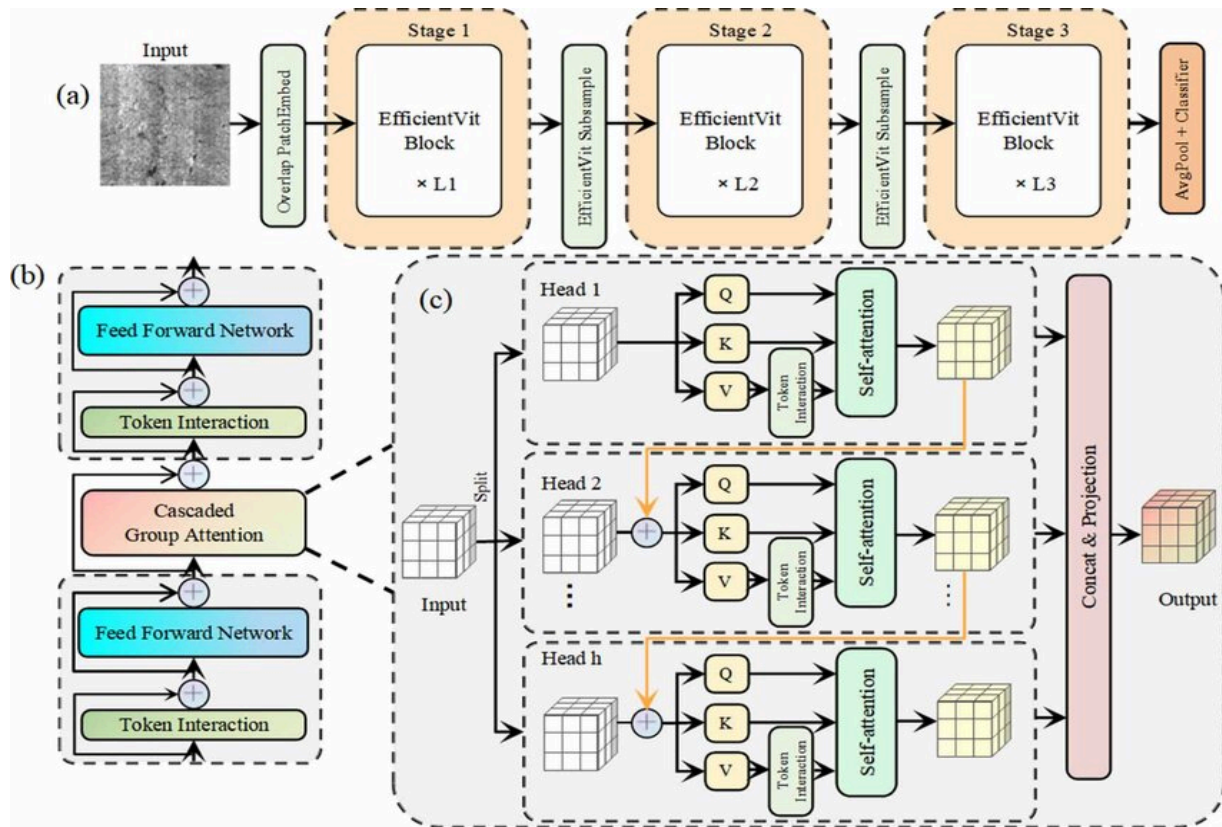 (a)
Input
Overlap PatchEmbed
Stage 1
EfficientVit
Block
× L1
EfficientVit Subsample
Stage 2
EfficientVit
Block
× L2
EfficientVit Subsample
Stage 3
EfficientVit
Block
× L3
AvgPool + Classifier
(b)
+
Feed Forward Network
+
Token Interaction
+
Cascaded
Group Attention
+
Feed Forward Network
+
Token Interaction
(c)
Input
Split
Head 1
Q
K
V
Token
Interaction
Self-attention
Head 2
...
+
Q
K
V
Token
Interaction
Self-attention
...
Head h
+
Q
K
V
Token
Interaction
Self-attention
Concat & Projection
Output